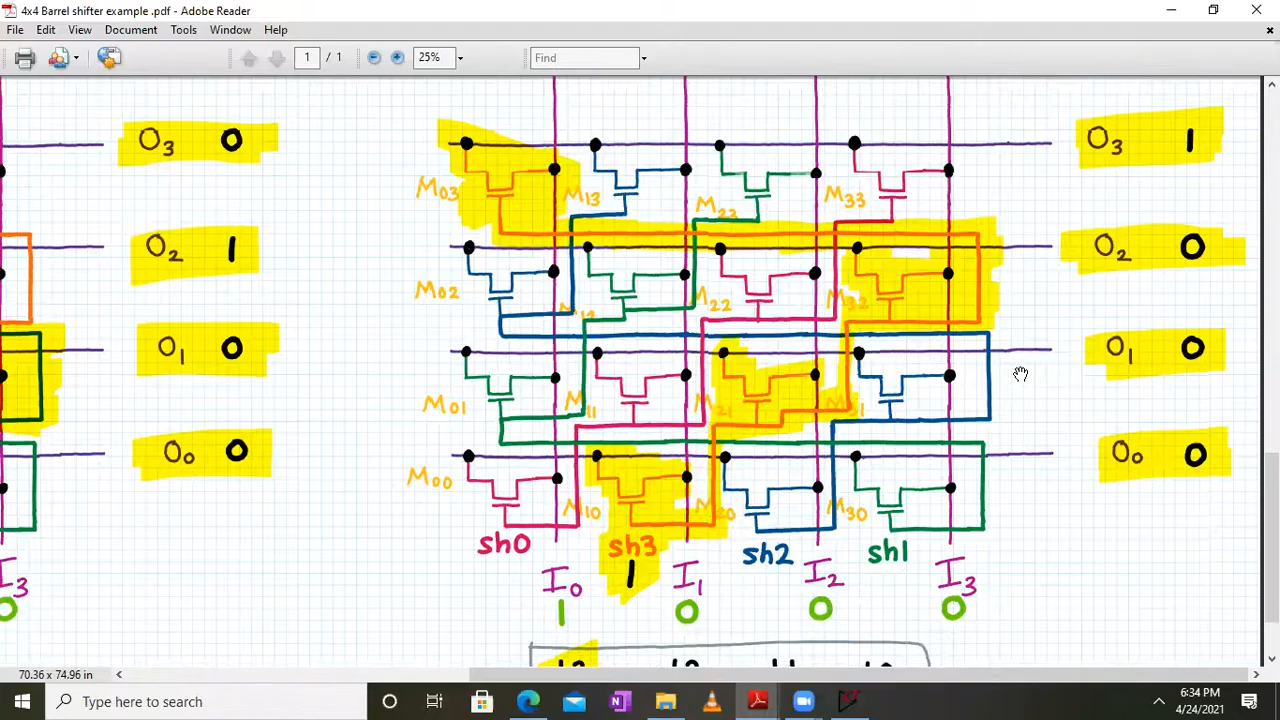 4x4 Barrel shifter example .pdf - Adobe Reader
File Edit View Document Tools Window Help
1 / 1 25% Find
O3 0 O3 1
M03 M13 M23 M33
O2 1 O2 0
M02 M12 M22 M32
O1 0 O1 0
M01 M11 M21 M31
O0 0 O0 0
M00 M10 M20 M30
sh0 sh3 sh2 sh1
1
I3 I0 I1 I2 I3
0 1 0 0 0
70.36 x 74.96 in
Type here to search
6:34 PM
4/24/2021